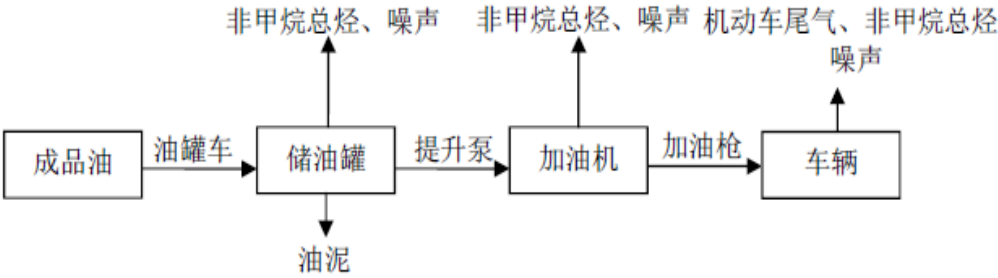 非甲烷总烃、噪声
非甲烷总烃、噪声
机动车尾气、非甲烷总烃
噪声
成品油
油罐车
储油罐
提升泵
加油机
加油枪
车辆
油泥